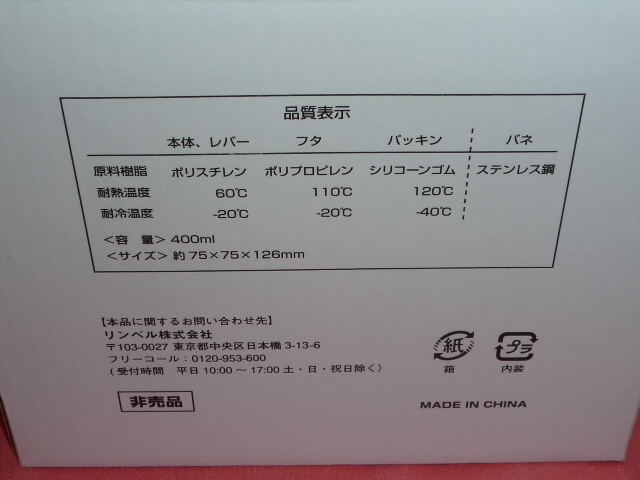 品質表示
本体、レバー フタ パッキン バネ
原料樹脂 ポリスチレン ポリプロピレン シリコーンゴム ステンレス鋼
耐熱温度 60℃ 110℃ 120℃
耐冷温度 -20℃ -20℃ -40℃
＜容 量＞400ml
＜サイズ＞約75×75×126mm
【本品に関するお問い合わせ先】
リンベル株式会社
〒103-0027 東京都中央区日本橋3-13-6
フリーコール：0120-953-600
(受付時間 平日10:00～17:00土・日・祝日除く)
紙 プラ
箱 内装
非売品
MADE IN CHINA